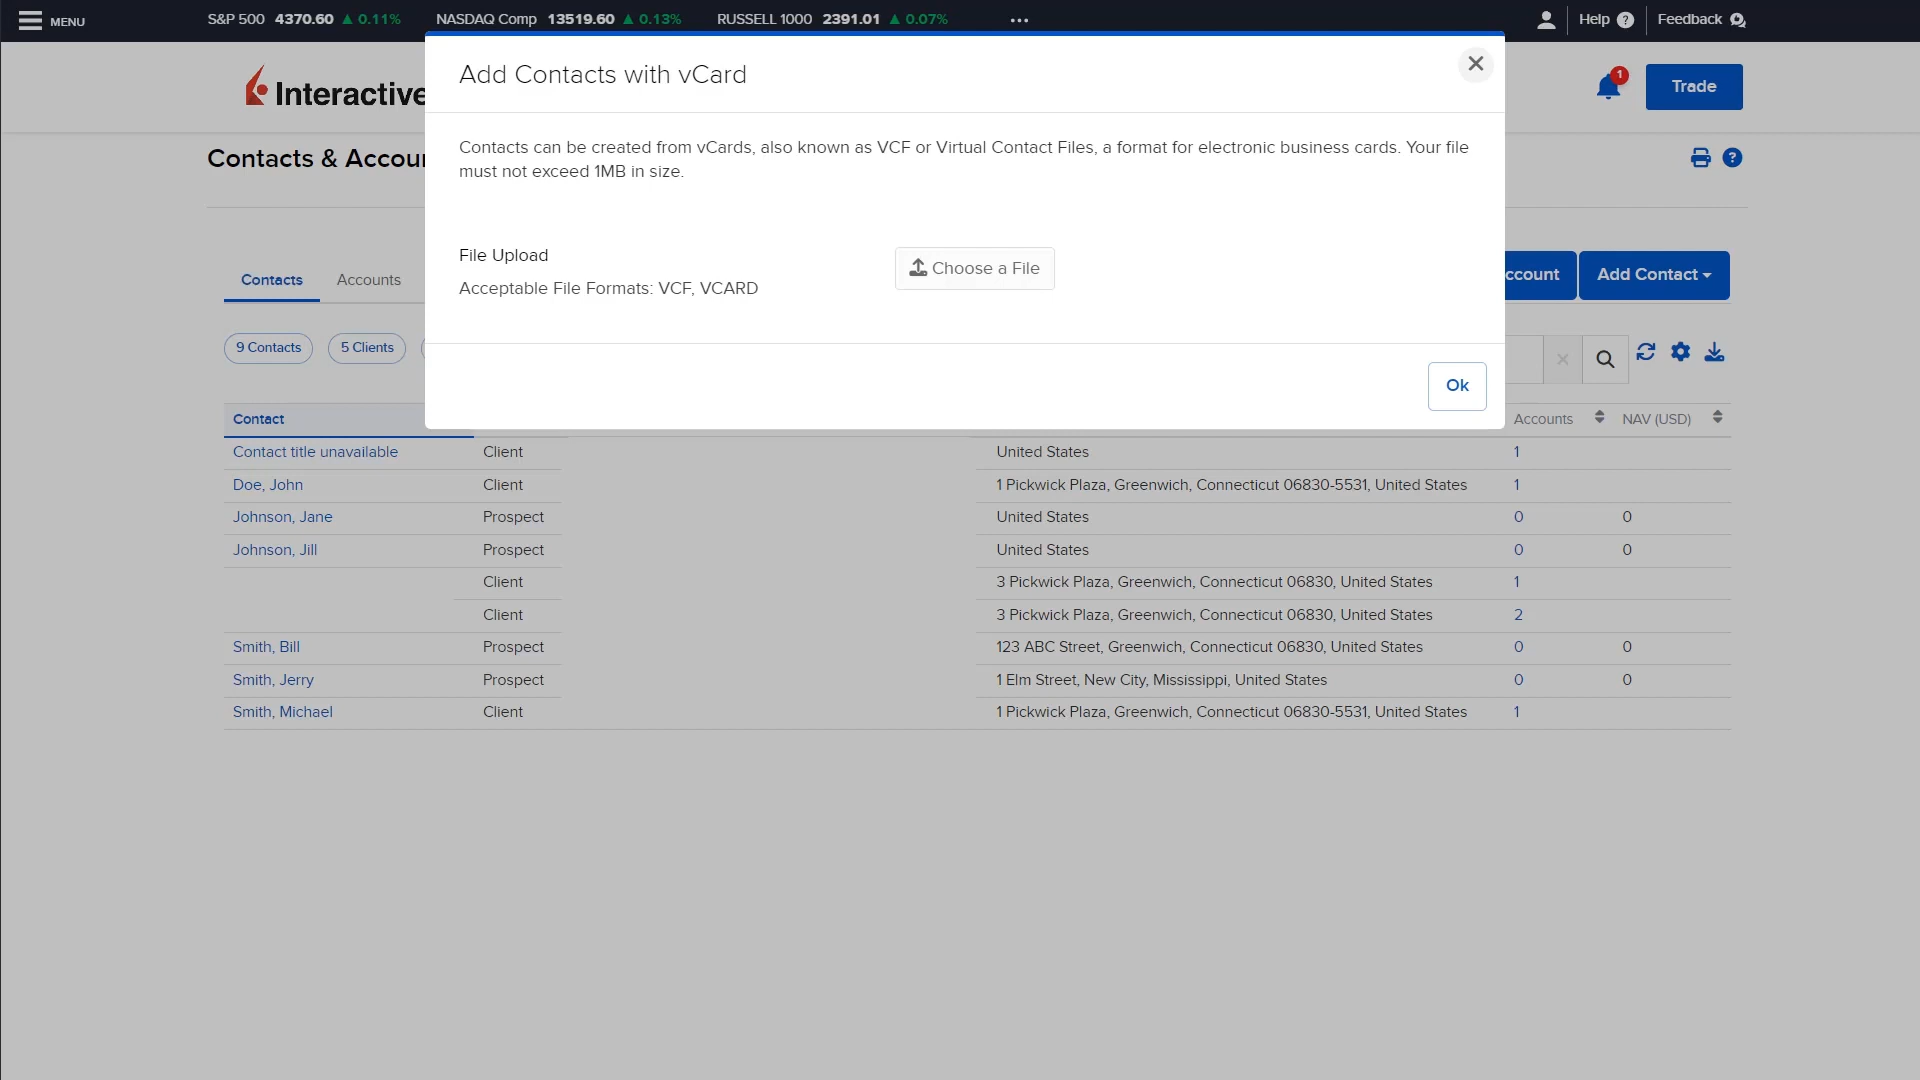 MENU
S&P 500 4370.60 ▲ 0.11% NASDAQ Comp 13519.60 ▲ 0.13% RUSSELL 1000 2391.01 ▲ 0.07% ...
Help ?
Feedback
Add Contacts with vCard
Interactive
1
Trade
Contacts can be created from vCards, also known as VCF or Virtual Contact Files, a format for electronic business cards. Your file
must not exceed 1MB in size.
Contacts & Accou
?
File Upload
Choose a File
Acceptable File Formats: VCF, VCARD
Contacts Accounts
ccount
Add Contact
9 Contacts 5 Clients
Ok
Contact Accounts NAV (USD)
Contact title unavailable Client United States 1
Doe, John Client 1 Pickwick Plaza, Greenwich, Connecticut 06830-5531, United States 1
Johnson, Jane Prospect United States 0 0
Johnson, Jill Prospect United States 0 0
Client 3 Pickwick Plaza, Greenwich, Connecticut 06830, United States 1
Client 3 Pickwick Plaza, Greenwich, Connecticut 06830, United States 2
Smith, Bill Prospect 123 ABC Street, Greenwich, Connecticut 06830, United States 0 0
Smith, Jerry Prospect 1 Elm Street, New City, Mississippi, United States 0 0
Smith, Michael Client 1 Pickwick Plaza, Greenwich, Connecticut 06830-5531, United States 1